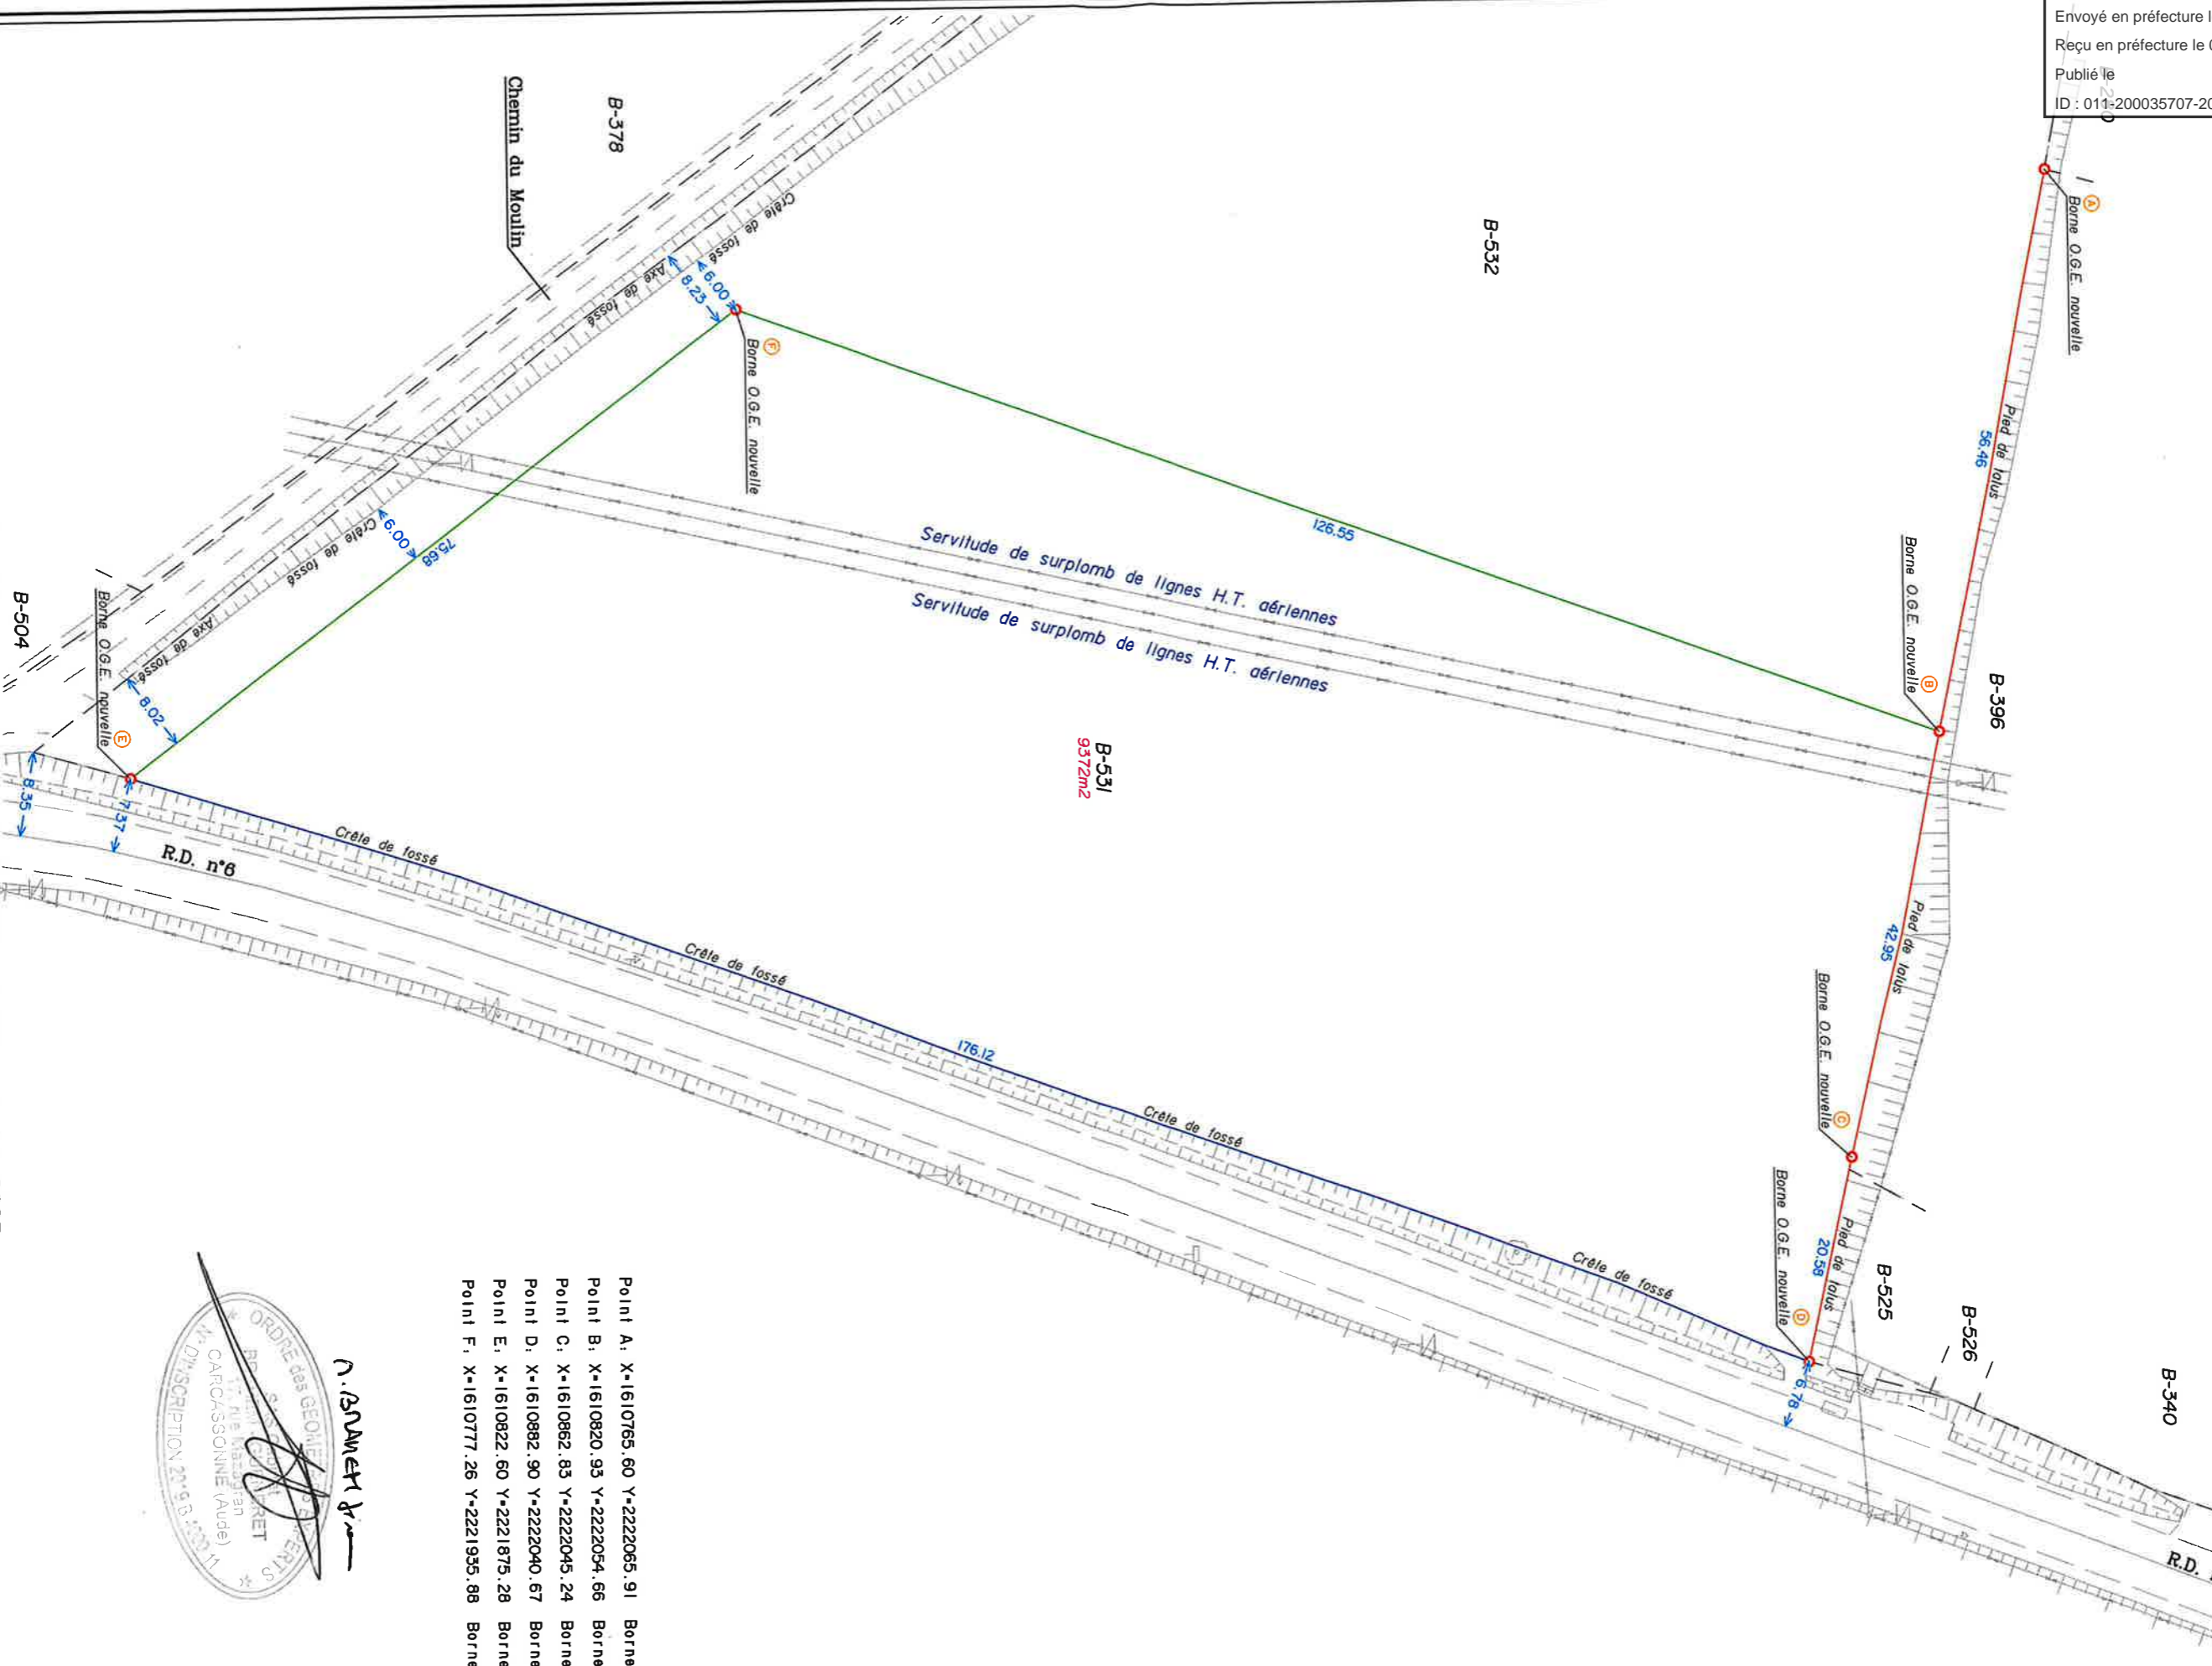 Envoyé en préfecture l
Reçu en préfecture le
Publié le
ID : 011-200035707-20
A
Borne O.G.E. nouvelle
Chemin du Moulin
B-378
B-532
Crête de fossé
Axe de fossé
6.00
8.23
F
Borne O.G.E. nouvelle
Pied de talus
56.46
126.55
Servitude de surplomb de lignes H.T. aériennes
Servitude de surplomb de lignes H.T. aériennes
Borne O.G.E. nouvelle
B
B-396
6.00
75.68
Crête de fossé
Axe de fossé
8.02
B-504
Borne O.G.E. nouvelle
E
8.35
7.37
B-531
9372m2
R.D. n°6
Crête de fossé
Crête de fossé
176.12
Crête de fossé
Crête de fossé
Pied de talus
42.95
Borne O.G.E. nouvelle
C
Borne O.G.E. nouvelle
D
Pied de talus
20.58
6.78
B-525
B-526
B-340
R.D.
Point A: X=1610765.60 Y=2222065.91 Borne
Point B: X=1610820.93 Y=2222054.66 Borne
Point C: X=1610862.83 Y=2222045.24 Borne
Point D: X=1610882.90 Y=2222040.67 Borne
Point E: X=1610822.60 Y=2221875.28 Borne
Point F: X=1610777.26 Y=2221935.88 Borne
ORDRE des GEOMETRES EXPERTS
CARCASSONNE (Aude)